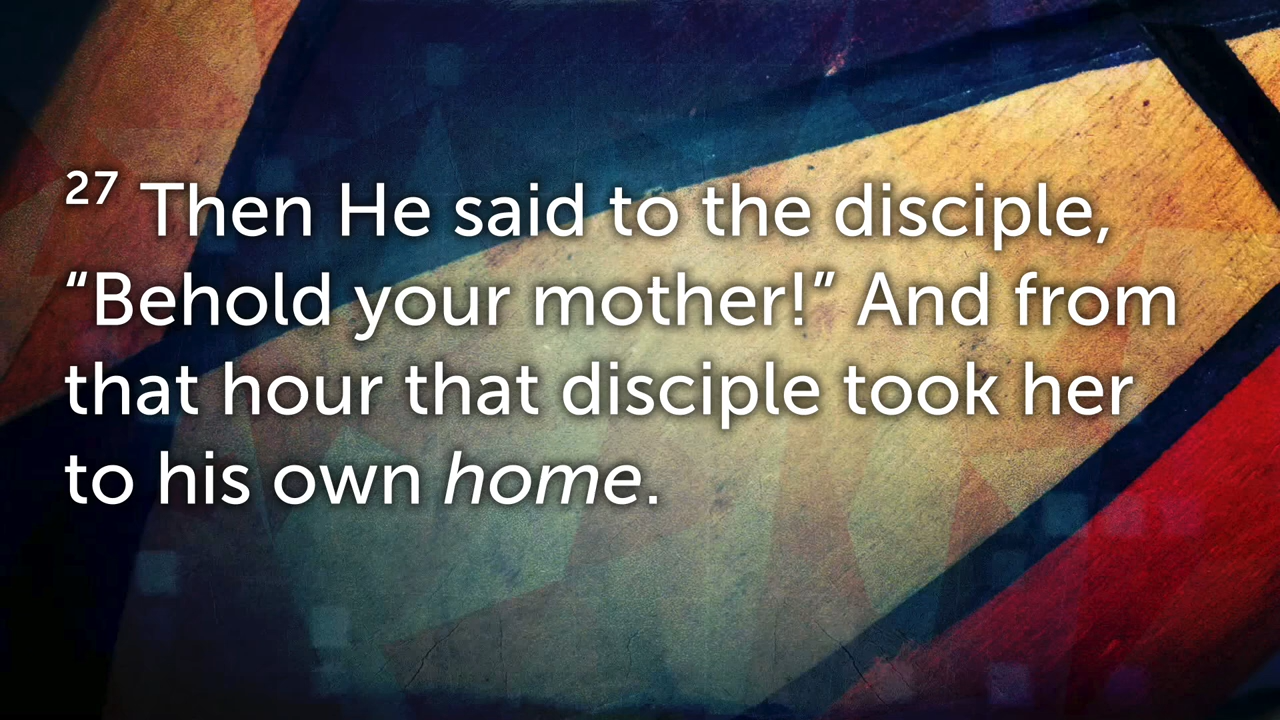 27 Then He said to the disciple,
“Behold your mother!” And from
that hour that disciple took her
to his own home.